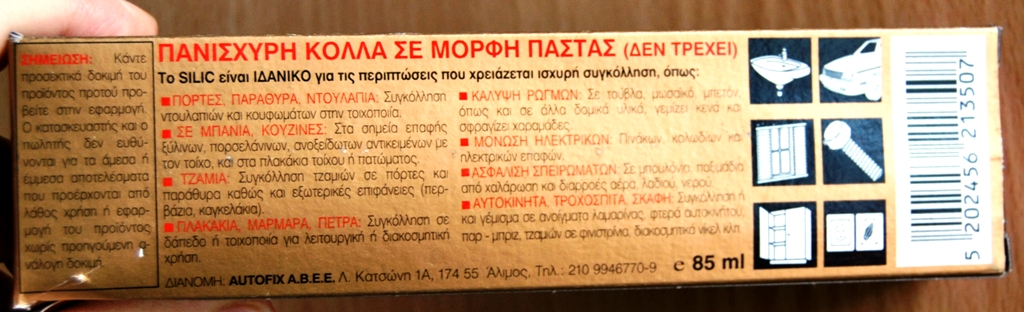 ΣΗΜΕΙΩΣΗ: Κάντε
προσεκτικά δοκιμή του
προϊόντος προτού προ-
βείτε στην εφαρμογή.
Ο κατασκευαστής και ο
πωλητής δεν ευθύ-
νονται για τα άμεσα ή
έμμεσα αποτελέσματα
που προέρχονται από
λάθος χρήση ή εφαρ-
μογή του προϊόντος
χωρίς προηγούμενη α-
νάλογη δοκιμή.
ΠΑΝΙΣΧΥΡΗ ΚΟΛΛΑ ΣΕ ΜΟΡΦΗ ΠΑΣΤΑΣ (ΔΕΝ ΤΡΕΧΕΙ)
Το SILIC είναι ΙΔΑΝΙΚΟ για τις περιπτώσεις που χρειάζεται ισχυρή συγκόλληση, όπως:
■ ΠΟΡΤΕΣ, ΠΑΡΑΘΥΡΑ, ΝΤΟΥΛΑΠΙΑ: Συγκόλληση
ντουλαπιών και κουφωμάτων στην τοιχοποιία.
■ ΣΕ ΜΠΑΝΙΑ, ΚΟΥΖΙΝΕΣ: Στα σημεία επαφής
ξύλινων, πορσελάνινων, ανοξείδωτων αντικειμένων με
τον τοίχο, και στα πλακάκια τοίχου ή πατώματος.
■ ΤΖΑΜΙΑ: Συγκόλληση τζαμιών σε πόρτες και
παράθυρα καθώς και εξωτερικές επιφάνειες (περ-
βάζια, καγκελάκια).
■ ΠΛΑΚΑΚΙΑ, ΜΑΡΜΑΡΑ, ΠΕΤΡΑ: Συγκόλληση σε
δάπεδο ή τοιχοποιία για λειτουργική ή διακοσμητική
χρήση.
■ ΚΑΛΥΨΗ ΡΩΓΜΩΝ: Σε τούβλα, μωσαϊκό, μπετόν,
όπως και σε άλλα δομικά υλικά, γεμίζει κενά και
σφραγίζει χαραμάδες.
■ ΜΟΝΩΣΗ ΗΛΕΚΤΡΙΚΩΝ: Πινάκων, καλωδίων και
ηλεκτρικών επαφών.
■ ΑΣΦΑΛΙΣΗ ΣΠΕΙΡΩΜΑΤΩΝ: Σε μπουλόνια, παξιμάδια
από χαλάρωση και διαρροές αέρα, λαδιού, νερού.
■ ΑΥΤΟΚΙΝΗΤΑ, ΤΡΟΧΟΣΠΙΤΑ, ΣΚΑΦΗ: Συγκόλληση ή
και γέμισμα σε ανοίγματα λαμαρίνας, φτερά αυτοκινήτου,
παρ - μπριζ, τζαμιών σε φινιστρίνια, διακοσμητικά νίκελ κλπ.
ΔΙΑΝΟΜΗ: AUTOFIX A.B.E.E. Λ. Κατσώνη 1Α, 174 55 Άλιμος, Τηλ.: 210 9946770-9 e 85 ml
5 202456 213507